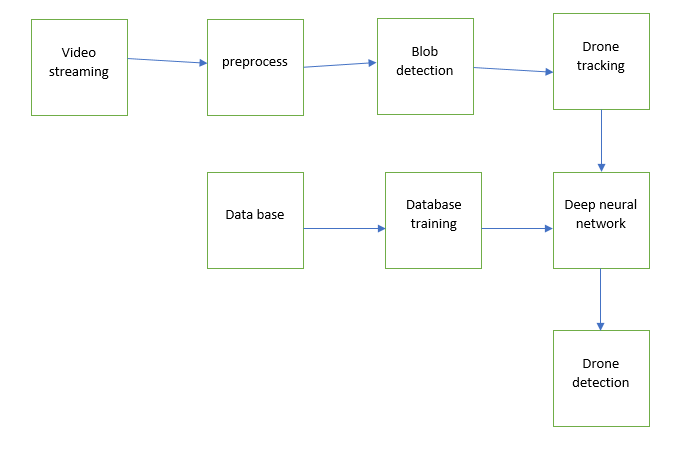 Video
streaming
preprocess
Blob
detection
Drone
tracking
Data base
Database
training
Deep neural
network
Drone
detection